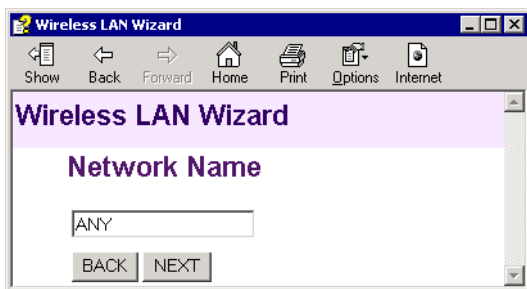 Wireless LAN Wizard
Show Back Forward Home Print Options Internet
Wireless LAN Wizard
Network Name
ANY
BACK NEXT